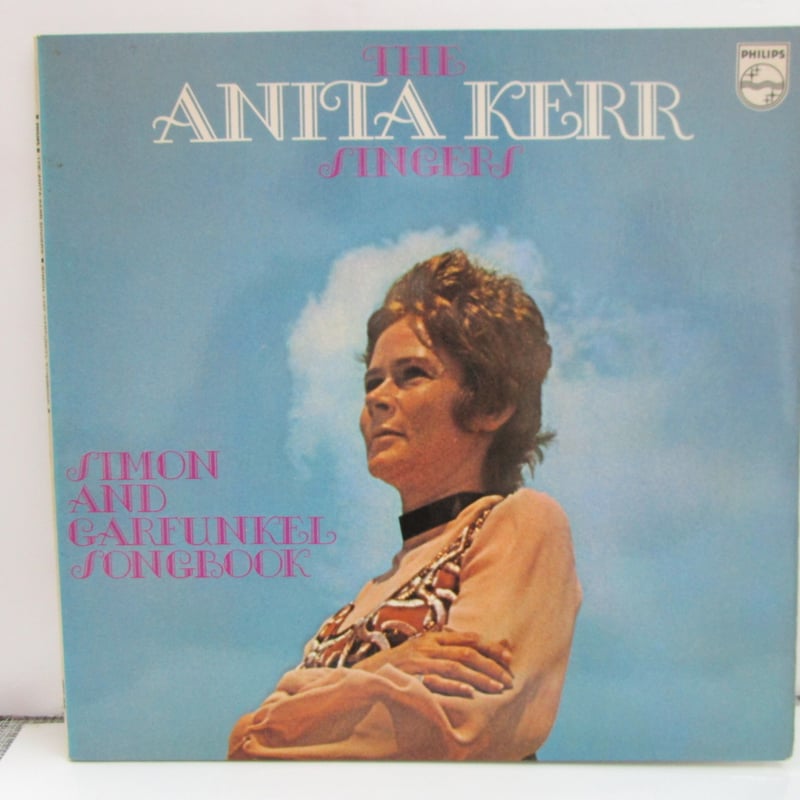 THE
ANITA KERR
SINGERS
PHILIPS
SIMON
AND
GARFUNKEL
SONGBOOK